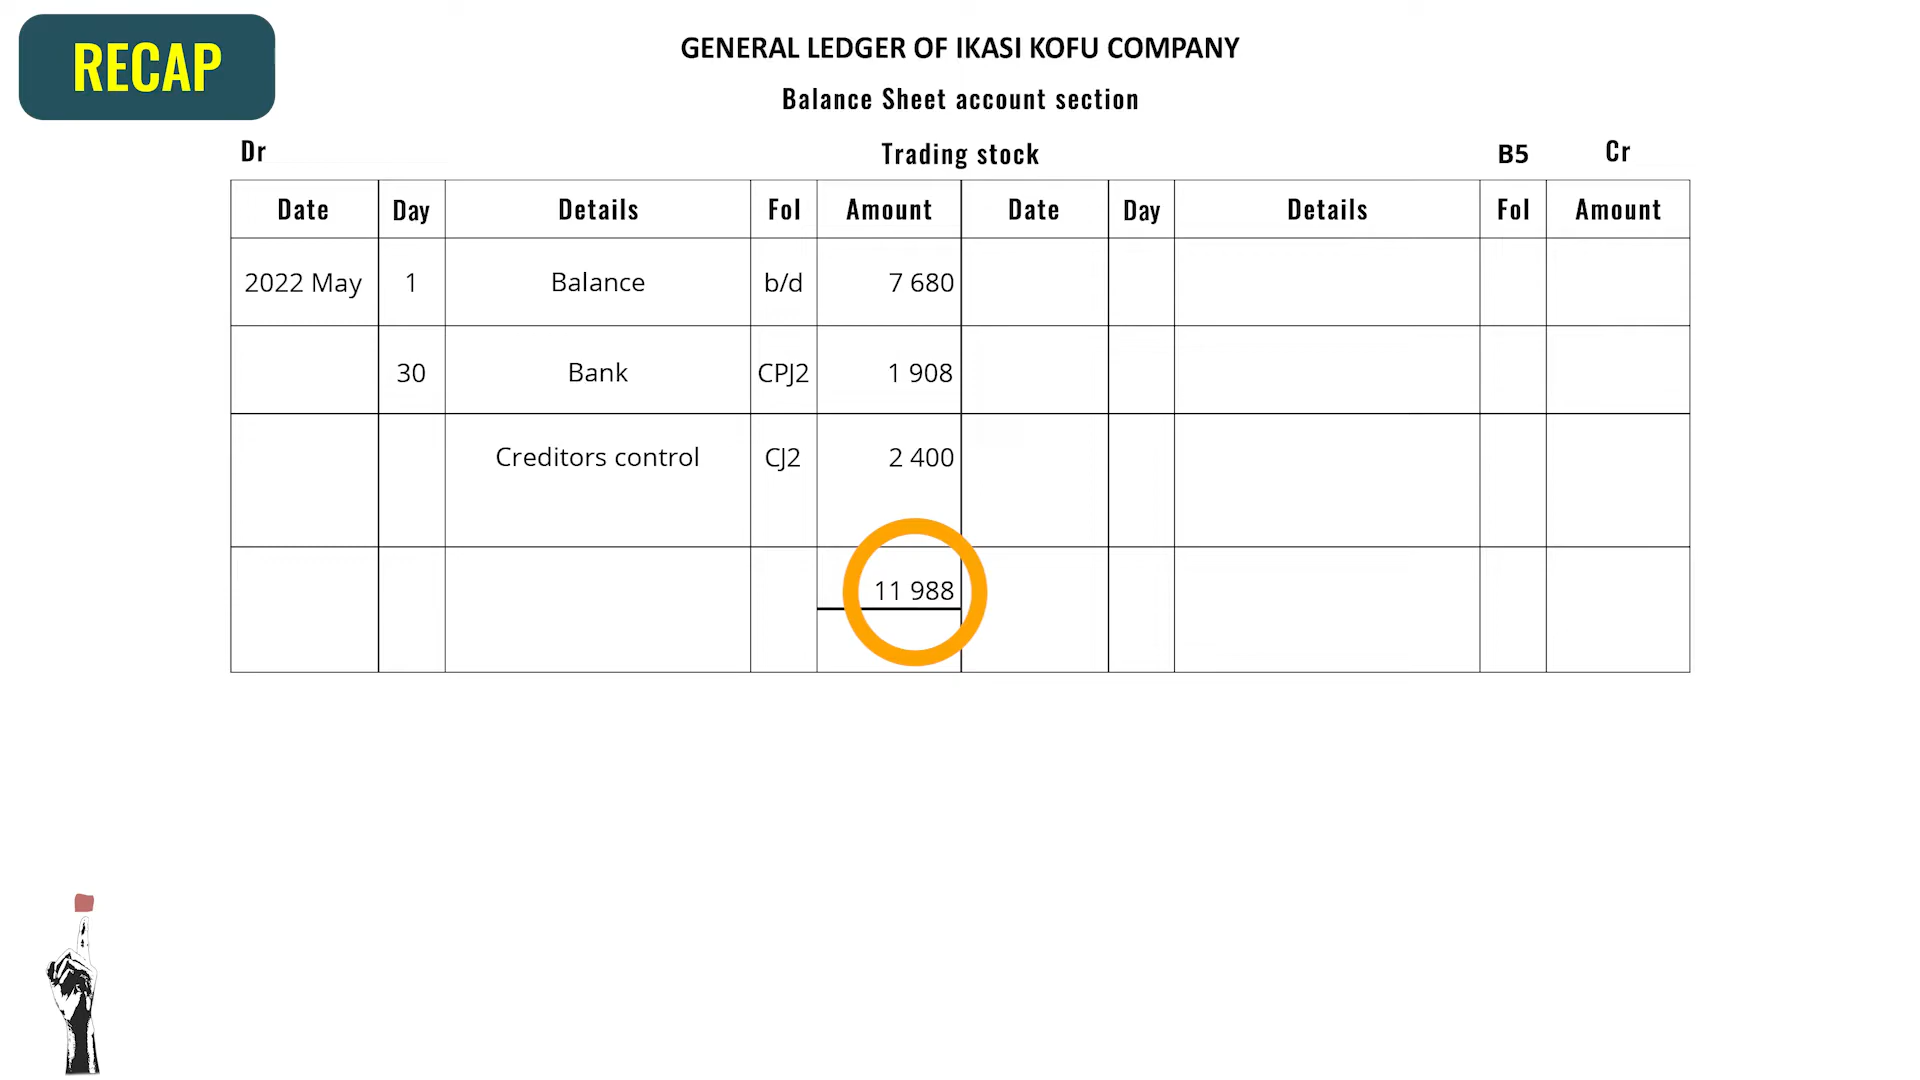 RECAP
GENERAL LEDGER OF IKASI KOFU COMPANY
Balance Sheet account section
Dr Trading stock B5 Cr
Date Day Details Fol Amount Date Day Details Fol Amount
2022 May 1 Balance b/d 7 680
30 Bank CPJ2 1 908
Creditors control CJ2 2 400
11 988